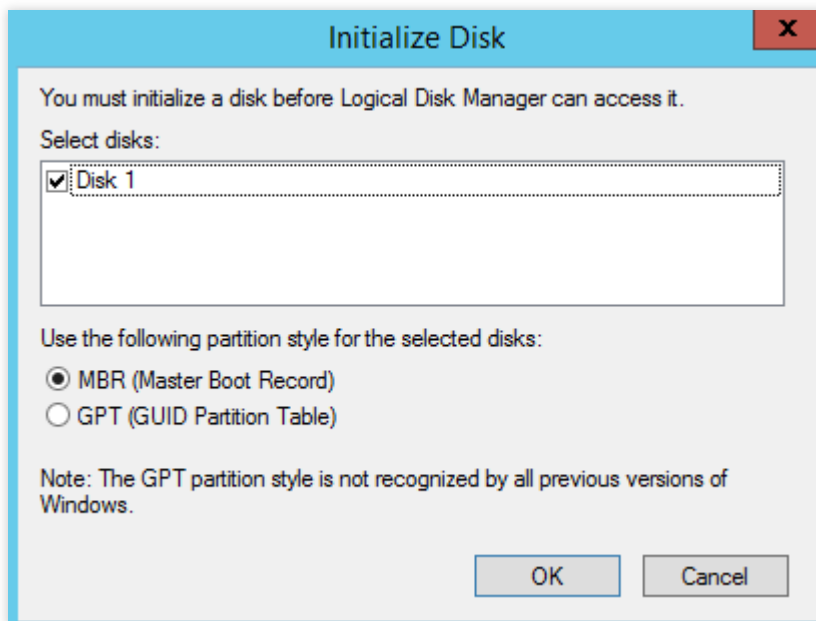 Initialize Disk
x
You must initialize a disk before Logical Disk Manager can access it.
Select disks:
Disk 1
Use the following partition style for the selected disks:
MBR (Master Boot Record)
GPT (GUID Partition Table)
Note: The GPT partition style is not recognized by all previous versions of
Windows.
OK Cancel